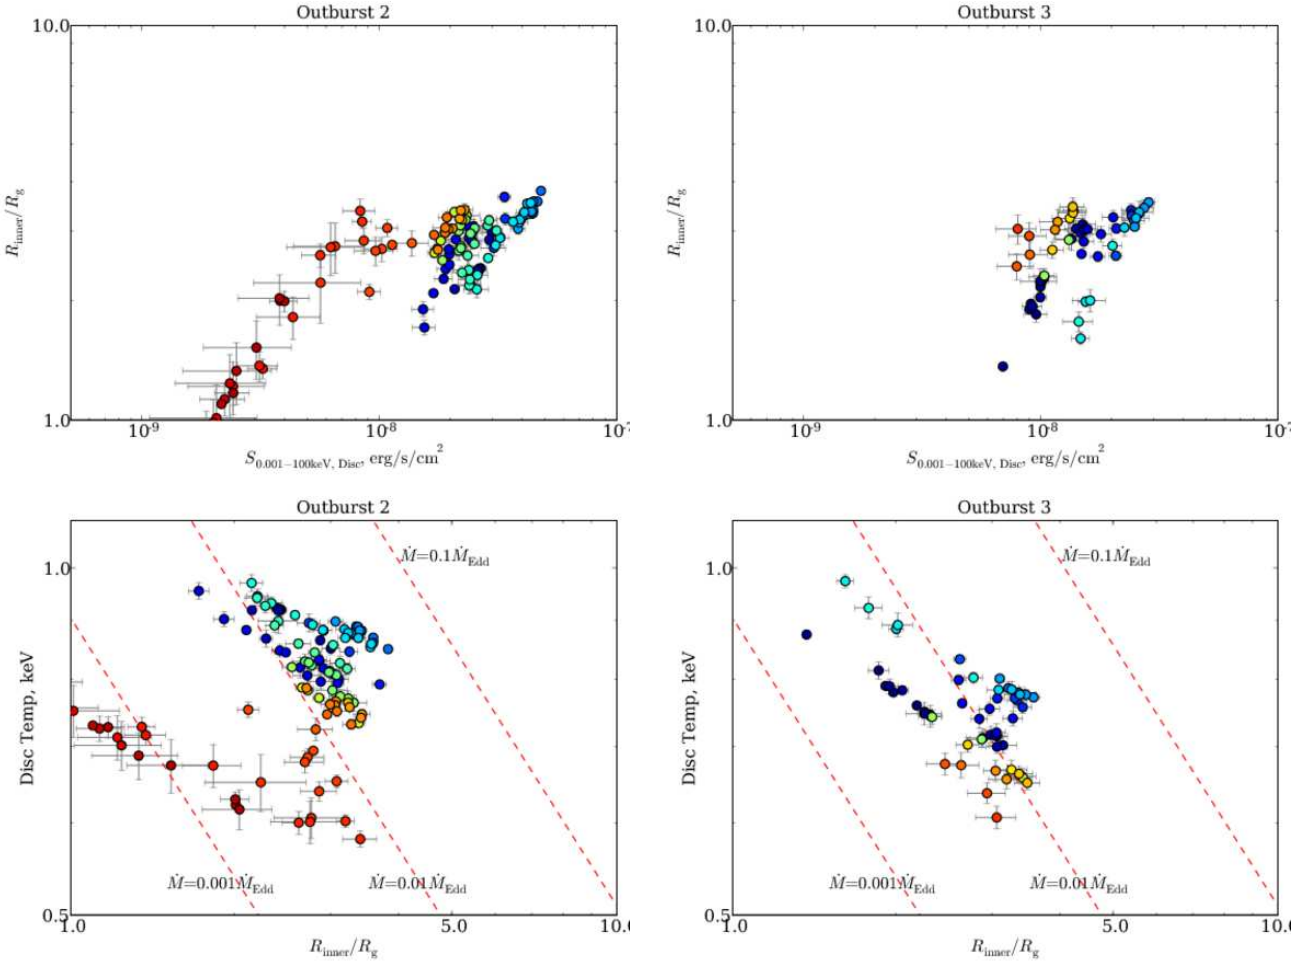 Outburst 2
Outburst 3
10.0
10.0
R_inner/R_g
R_inner/R_g
1.0
1.0
10^-9
10^-8
10^-7
10^-9
10^-8
10^-7
S_0.001−100keV, Disc, erg/s/cm^2
S_0.001−100keV, Disc, erg/s/cm^2
Outburst 2
Outburst 3
Ṁ=0.1Ṁ_Edd
Ṁ=0.1Ṁ_Edd
1.0
1.0
Disc Temp, keV
Disc Temp, keV
Ṁ=0.001Ṁ_Edd
Ṁ=0.01Ṁ_Edd
Ṁ=0.001Ṁ_Edd
Ṁ=0.01Ṁ_Edd
0.5
0.5
1.0
5.0
10.
1.0
5.0
10.0
R_inner/R_g
R_inner/R_g